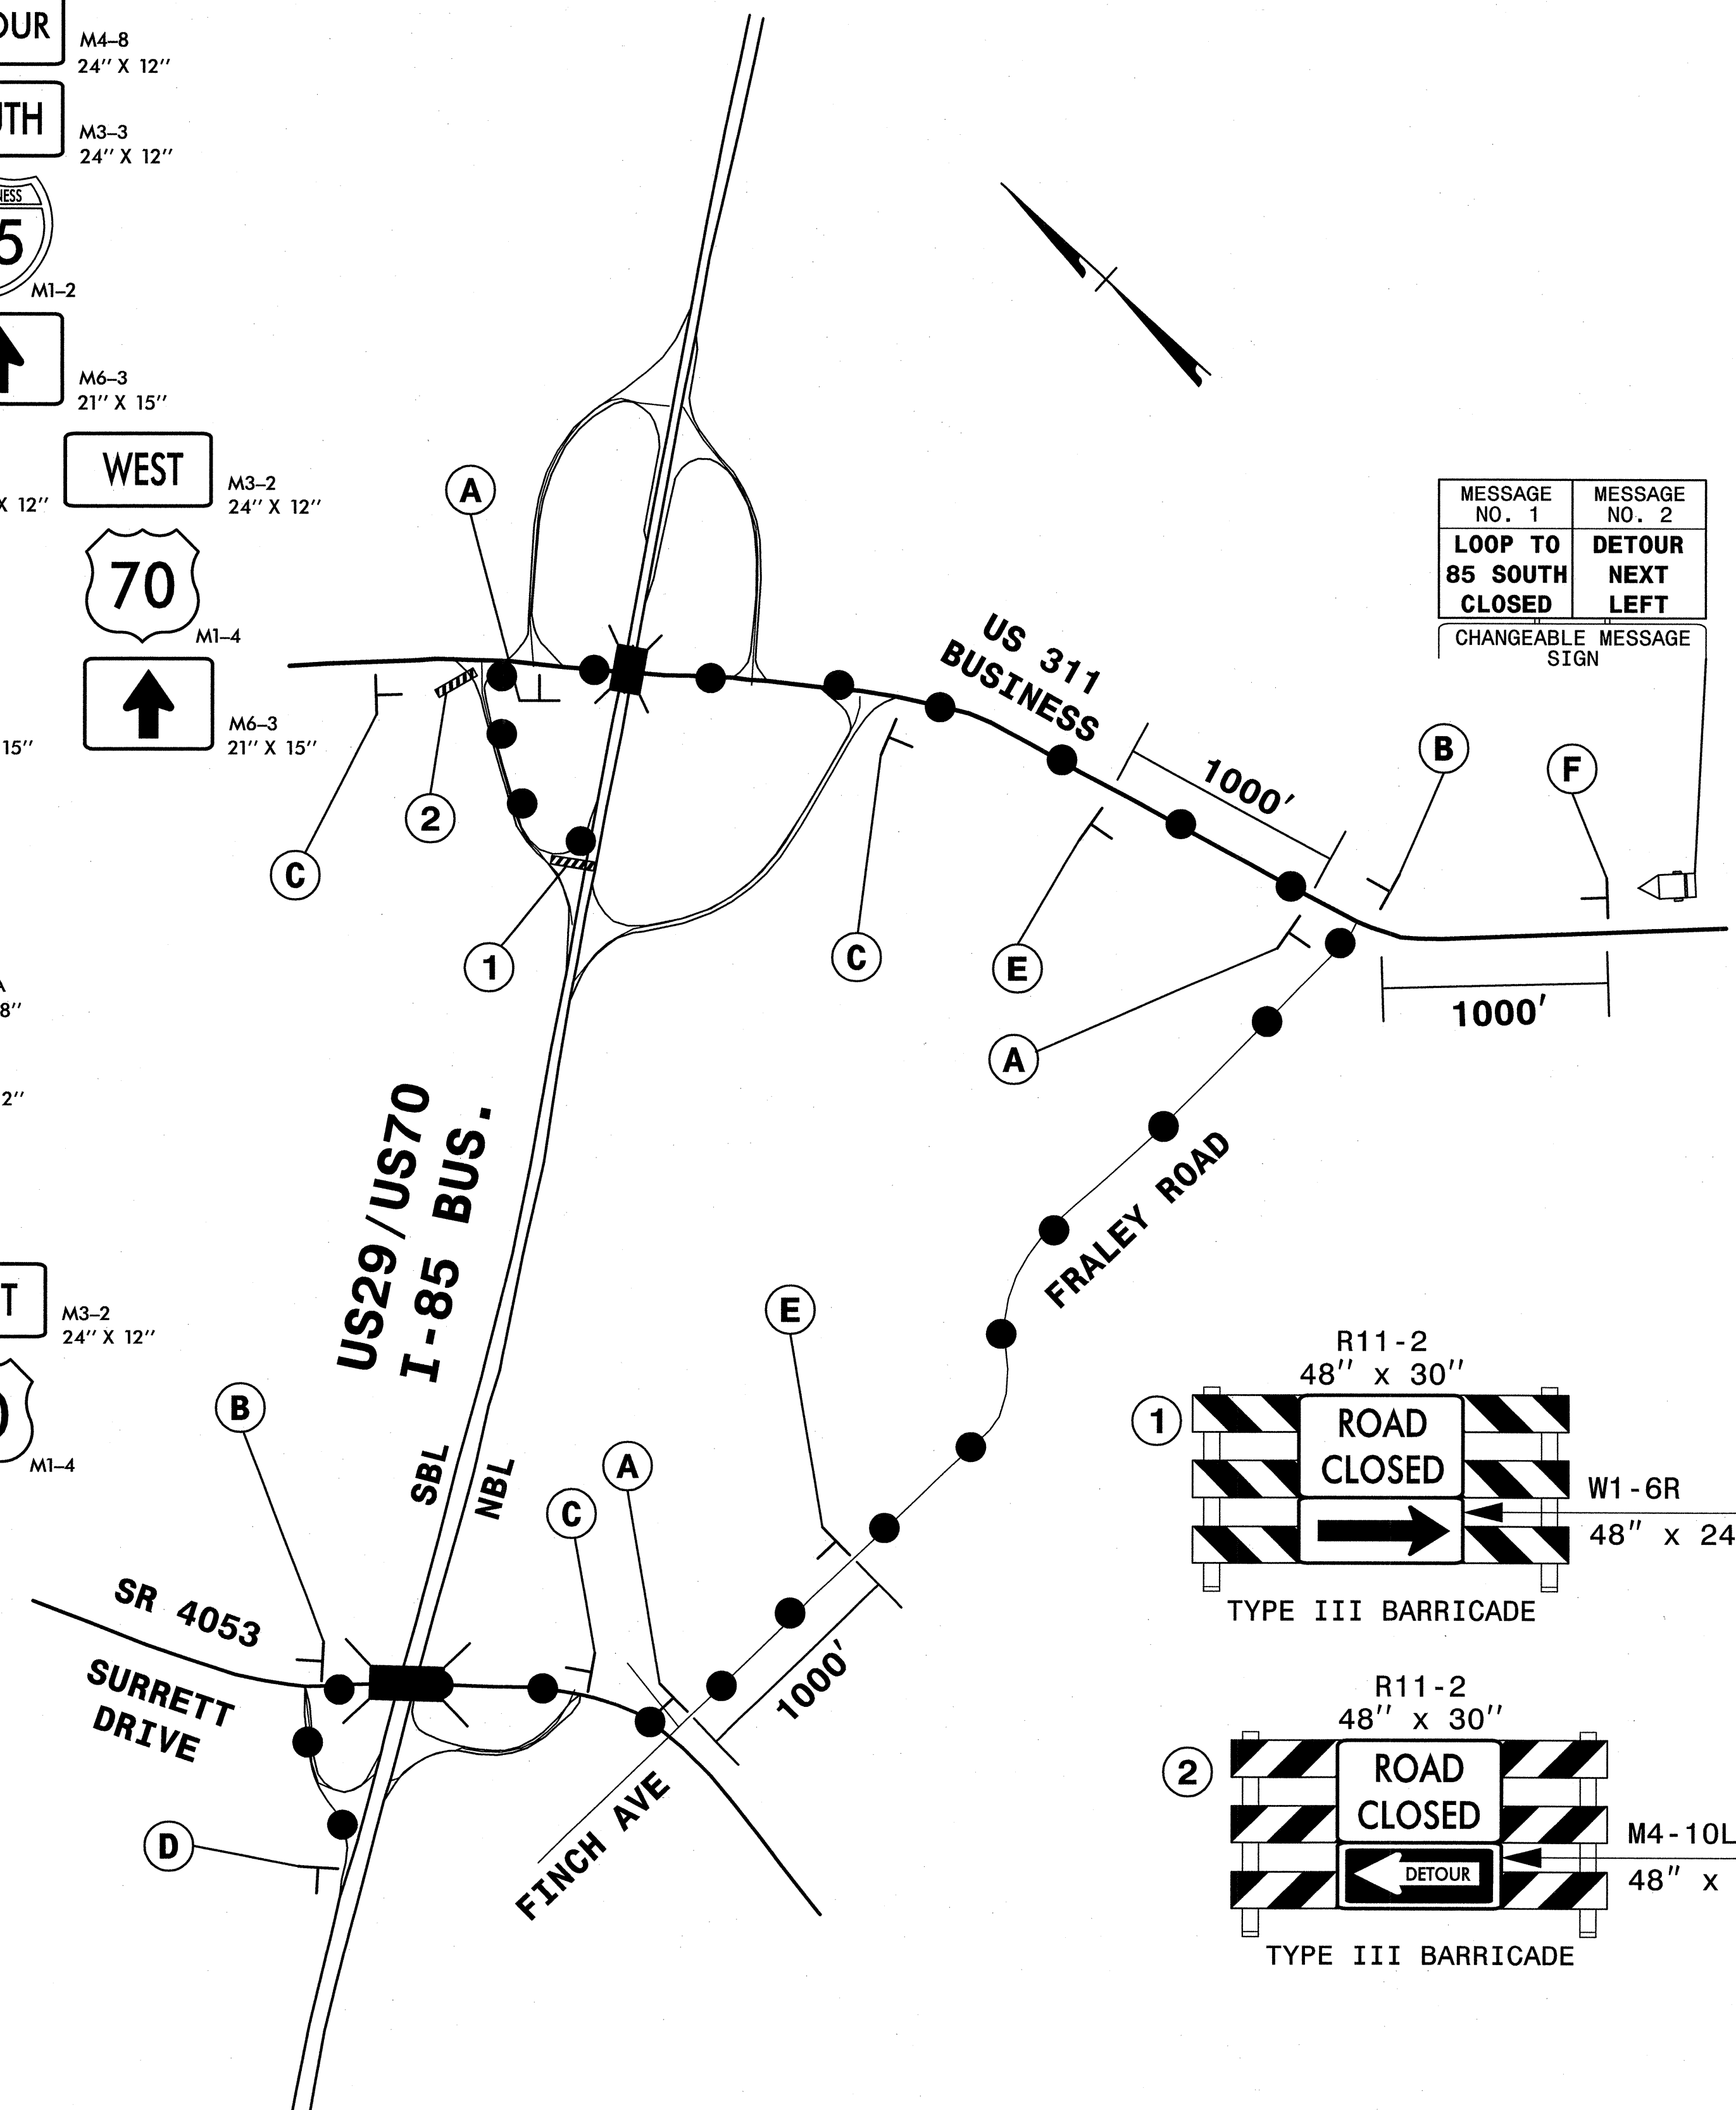 M4-8
24" X 12"
M3-3
24" X 12"
M1-2
M6-3
21" X 15"
WEST
M3-2
24" X 12"
70
M1-4
M6-3
21" X 15"
X 12"
15"
8"
2"
M3-2
24" X 12"
M1-4
A
C
2
1
C
E
A
B
F
US 311
BUSINESS
1000'
1000'
MESSAGE
NO. 1
MESSAGE
NO. 2
LOOP TO
85 SOUTH
CLOSED
DETOUR
NEXT
LEFT
CHANGEABLE MESSAGE
SIGN
US29/US70
I-85 BUS.
FRALEY ROAD
E
B
SBL
NBL
A
C
SR 4053
SURRETT
DRIVE
1000'
D
FINCH AVE
R11-2
48" x 30"
1
ROAD
CLOSED
W1-6R
48" x 24
TYPE III BARRICADE
R11-2
48" x 30"
2
ROAD
CLOSED
DETOUR
M4-10L
48" x
TYPE III BARRICADE